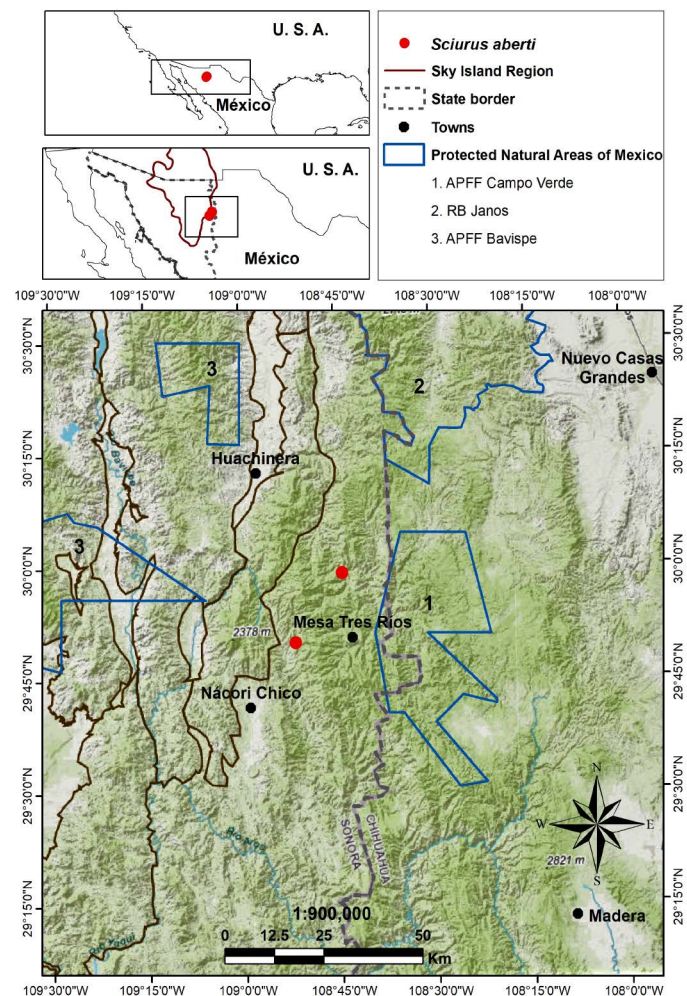 U. S. A.
México
U. S. A.
México
Sciurus aberti
Sky Island Region
State border
Towns
Protected Natural Areas of Mexico
1. APFF Campo Verde
2. RB Janos
3. APFF Bavispe
109°30'0"W 109°15'0"W 109°0'0"W 108°45'0"W 108°30'0"W 108°15'0"W 108°0'0"W
30°30'0"N
30°15'0"N
30°0'0"N
29°45'0"N
29°30'0"N
29°15'0"N
30°30'0"N
30°15'0"N
30°0'0"N
29°45'0"N
29°30'0"N
29°15'0"N
3
2
Nuevo Casas
Grandes
Huachinera
Bavispe
3
1
Mesa Tres Rios
2378 m
Nácori Chico
N
W E
S
SONORA
CHIHUAHUA
2821 m
Madera
Rio Yaqui
1:900,000
0 12.5 25 50
Km
109°30'0"W 109°15'0"W 109°0'0"W 108°45'0"W 108°30'0"W 108°15'0"W 108°0'0"W